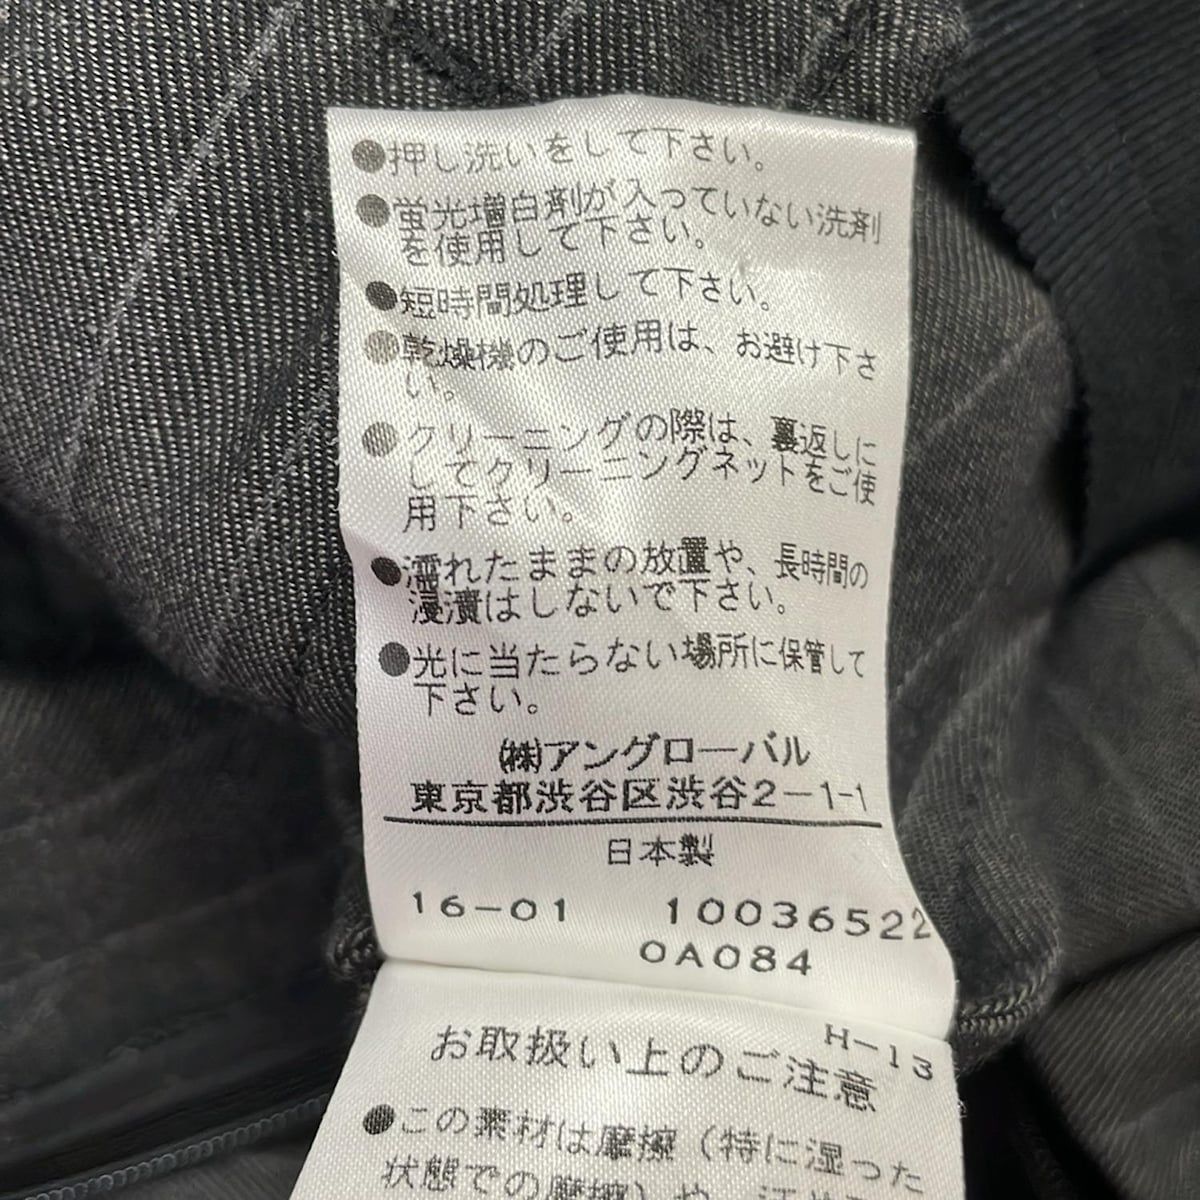 ●押し洗いをして下さい。
●蛍光増白剤が入っていない洗剤
を使用して下さい。
●短時間処理して下さい。
●乾燥機のご使用は、お避け下さ
い。
●クリーニングの際は、裏返しに
してクリーニングネットをご使
用下さい。
●濡れたままの放置や、長時間の
浸漬はしないで下さい。
●光に当たらない場所に保管して
下さい。
(株)アングローバル
東京都渋谷区渋谷2-1-1
日本製
16-01 10036522
0A084
H-13
お取扱い上のご注意
●この素材は摩擦(特に湿った
状態での摩擦)や、汗や